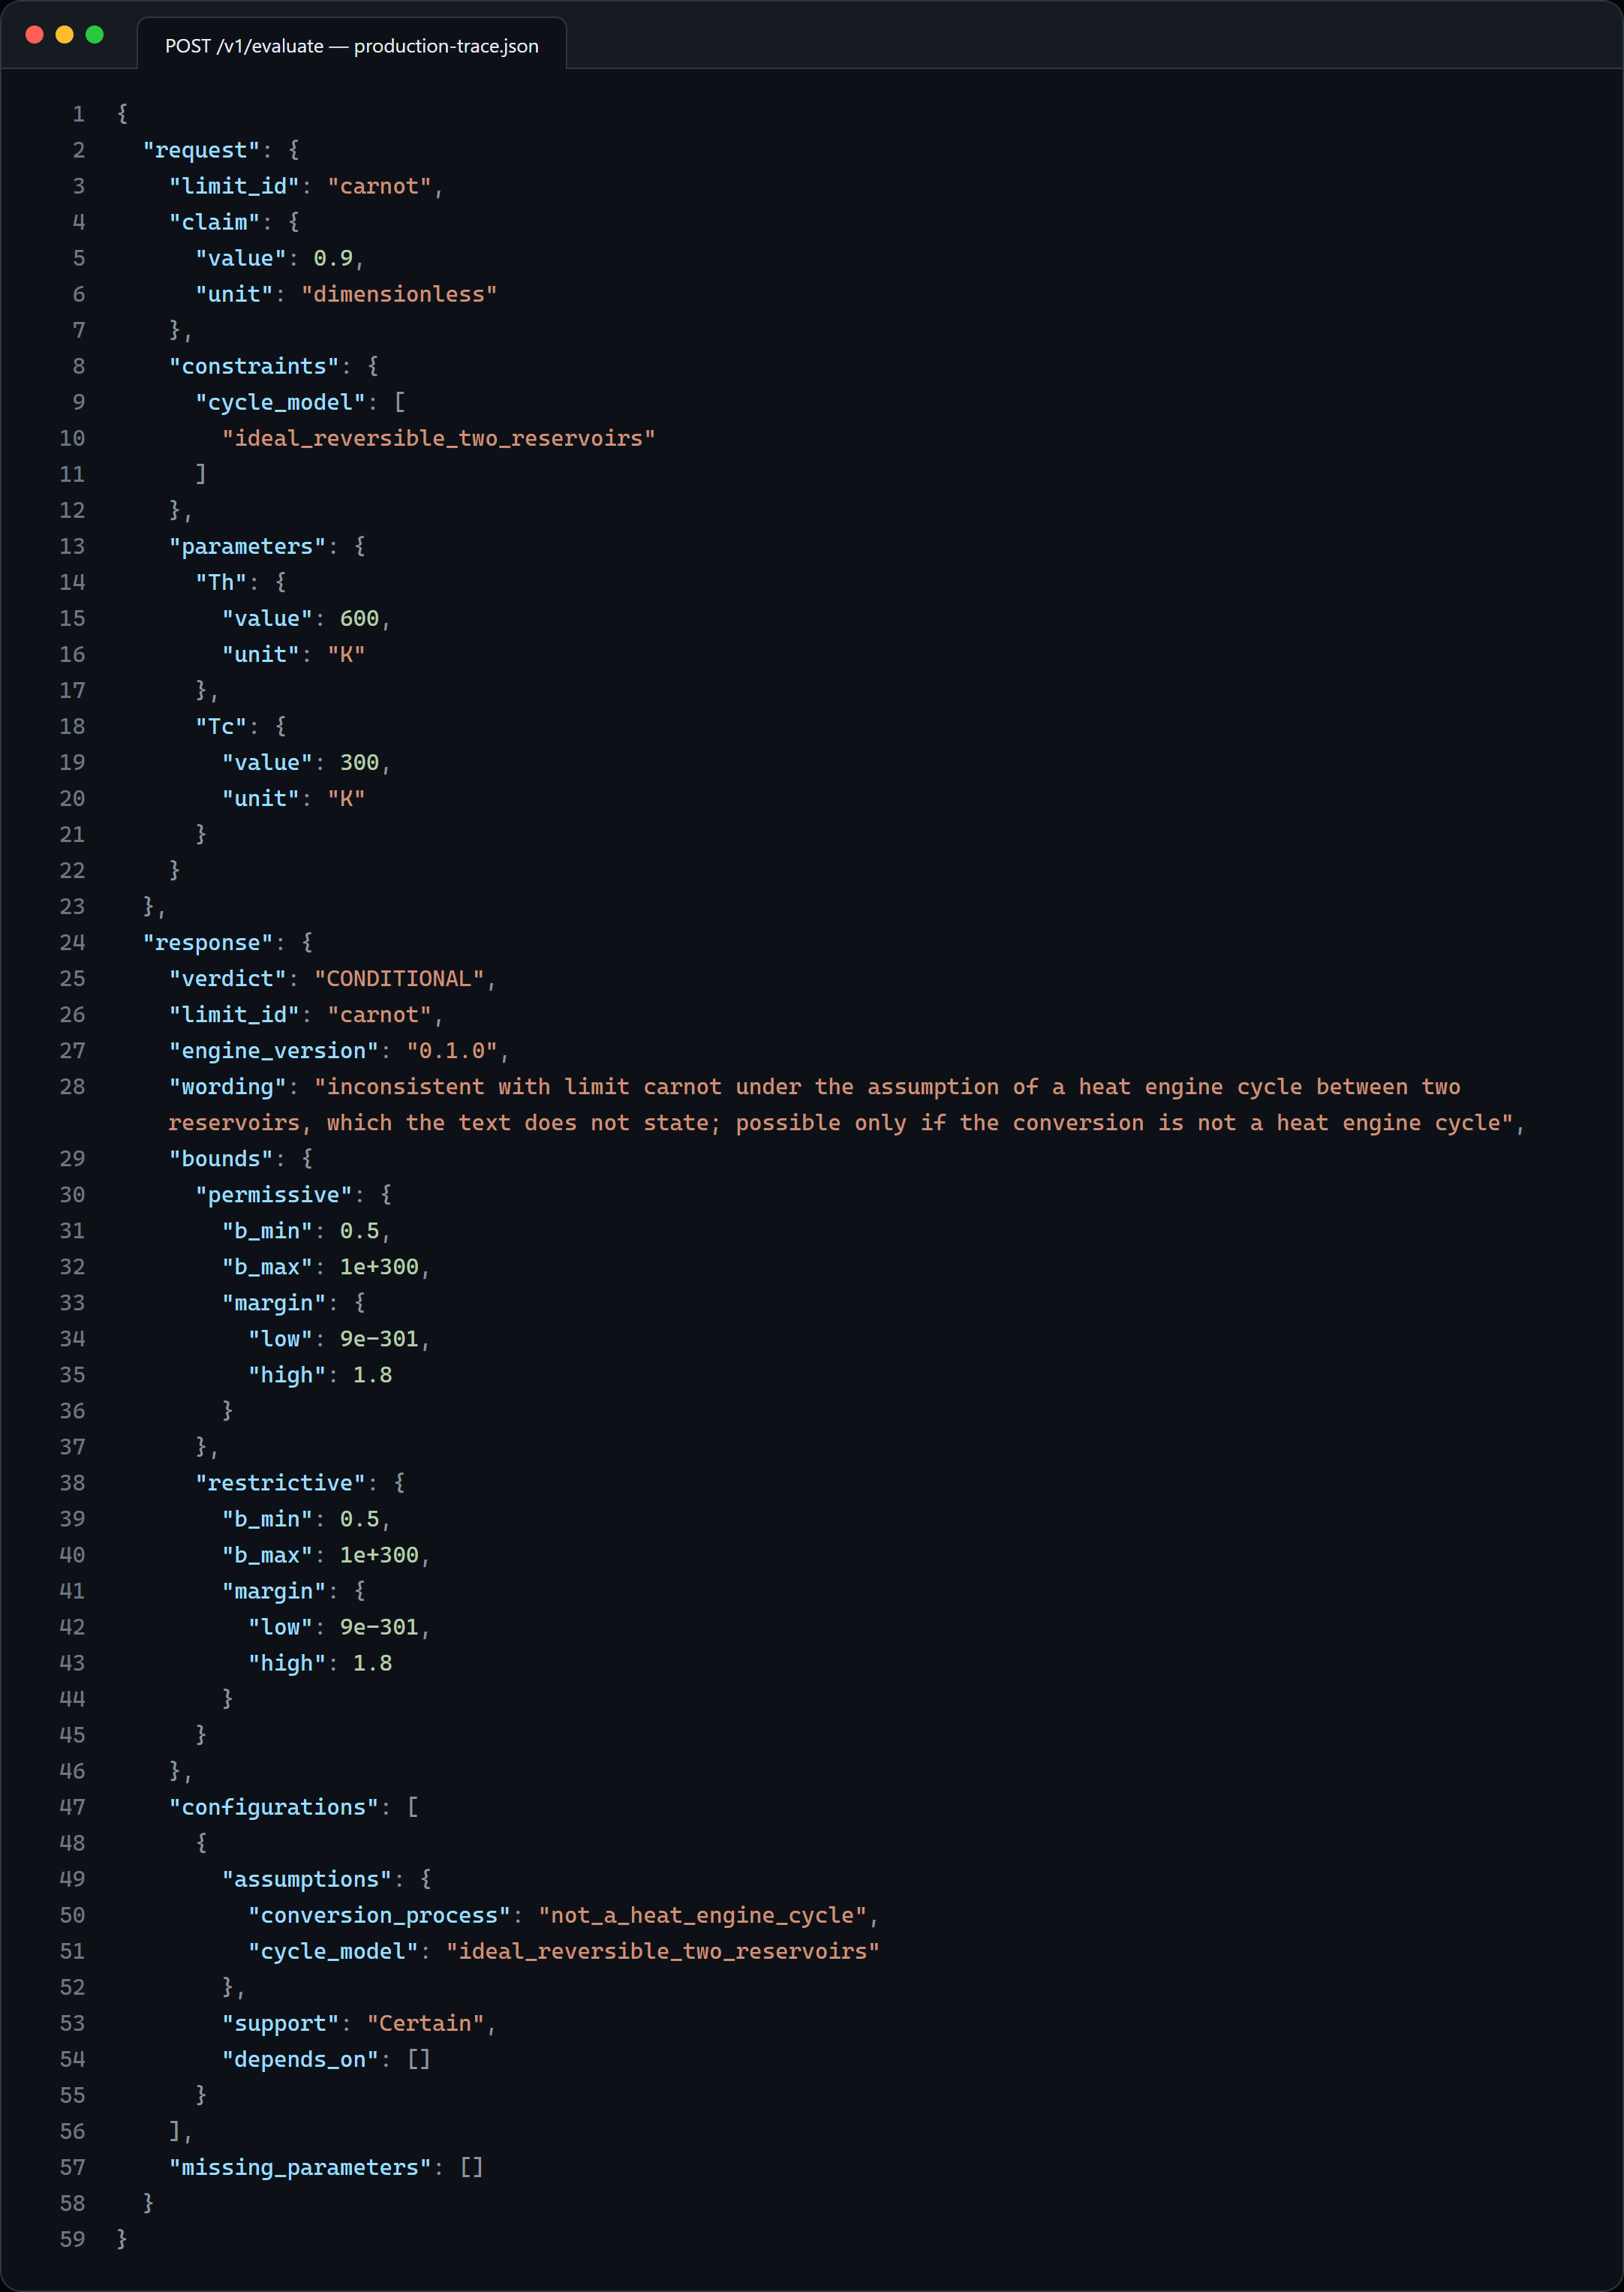 POST /v1/evaluate — production-trace.json
1 {
2   "request": {
3     "limit_id": "carnot",
4     "claim": {
5       "value": 0.9,
6       "unit": "dimensionless"
7     },
8     "constraints": {
9       "cycle_model": [
10         "ideal_reversible_two_reservoirs"
11       ]
12     },
13     "parameters": {
14       "Th": {
15         "value": 600,
16         "unit": "K"
17       },
18       "Tc": {
19         "value": 300,
20         "unit": "K"
21       }
22     }
23   },
24   "response": {
25     "verdict": "CONDITIONAL",
26     "limit_id": "carnot",
27     "engine_version": "0.1.0",
28     "wording": "inconsistent with limit carnot under the assumption of a heat engine cycle between two
reservoirs, which the text does not state; possible only if the conversion is not a heat engine cycle",
29     "bounds": {
30       "permissive": {
31         "b_min": 0.5,
32         "b_max": 1e+300,
33         "margin": {
34           "low": 9e-301,
35           "high": 1.8
36         }
37       },
38       "restrictive": {
39         "b_min": 0.5,
40         "b_max": 1e+300,
41         "margin": {
42           "low": 9e-301,
43           "high": 1.8
44         }
45       }
46     },
47     "configurations": [
48       {
49         "assumptions": {
50           "conversion_process": "not_a_heat_engine_cycle",
51           "cycle_model": "ideal_reversible_two_reservoirs"
52         },
53         "support": "Certain",
54         "depends_on": []
55       }
56     ],
57     "missing_parameters": []
58   }
59 }